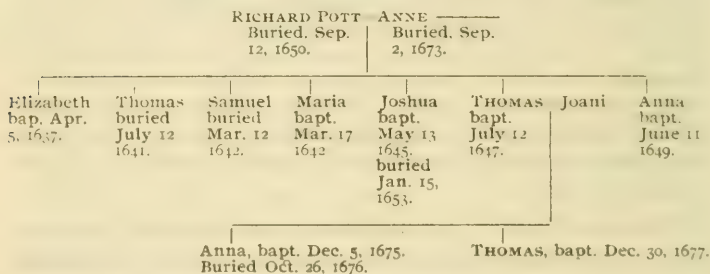 RICHARD POTT ANNE ——
Buried. Sep. 12, 1650.
Buried. Sep. 2, 1673.
Elizabeth
bap. Apr.
5, 1637.
Thomas
buried
July 12
1641.
Samuel
buried
Mar. 12
1642.
Maria
bapt.
Mar. 17
1642
Joshua
bapt.
May 13
1645.
buried
Jan. 15,
1653.
THOMAS
bapt.
July 12
1647.
Joani
Anna
bapt.
June 11
1649.
Anna, bapt. Dec. 5, 1675.
Buried Oct. 26, 1676.
THOMAS, bapt. Dec. 30, 1677.